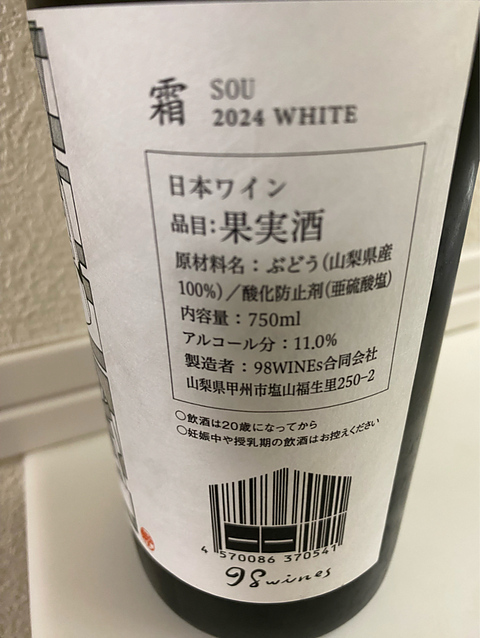 霜 SOU
2024 WHITE
日本ワイン
品目:果実酒
原材料名：ぶどう(山梨県産
100%)／酸化防止剤(亜硫酸塩)
内容量：750ml
アルコール分：11.0%
製造者：98WINEs合同会社
山梨県甲州市塩山福生里250-2
○飲酒は20歳になってから
○妊娠中や授乳期の飲酒はお控えください
4 570086 370541
98wines